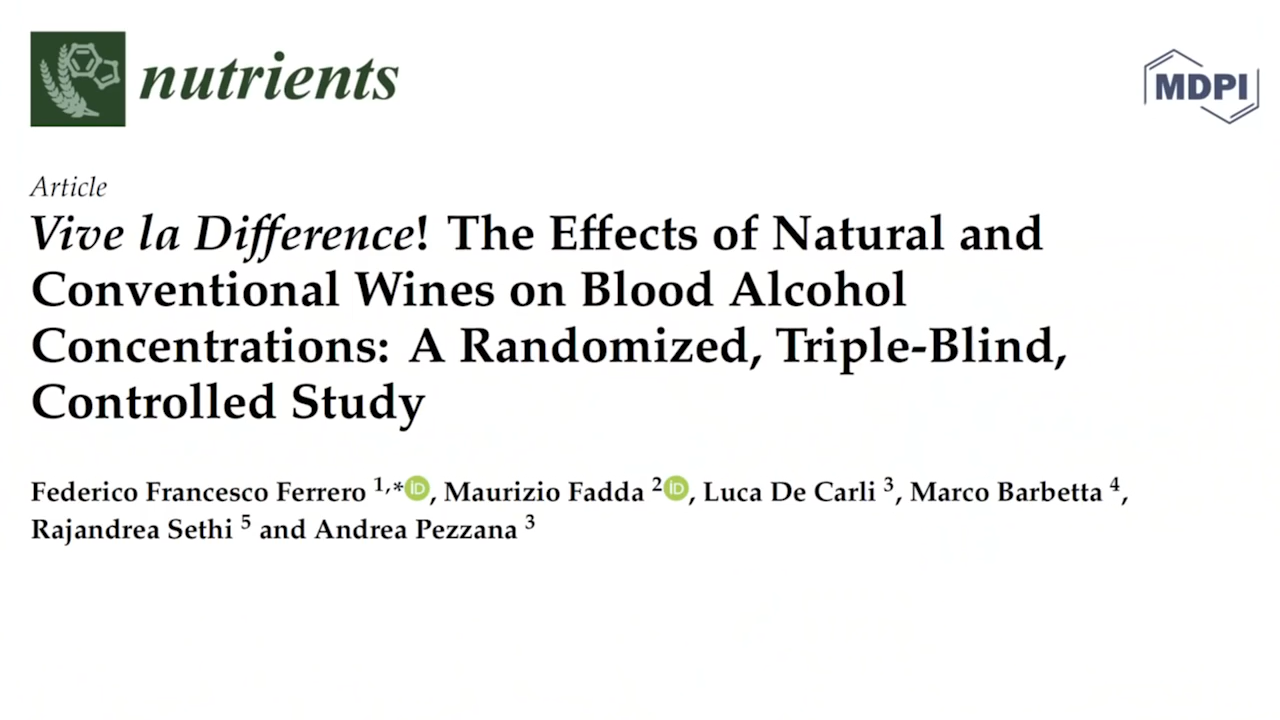 nutrients
MDPI
Article
Vive la Difference! The Effects of Natural and
Conventional Wines on Blood Alcohol
Concentrations: A Randomized, Triple-Blind,
Controlled Study
Federico Francesco Ferrero 1,* iD, Maurizio Fadda 2 iD, Luca De Carli 3, Marco Barbetta 4,
Rajandrea Sethi 5 and Andrea Pezzana 3